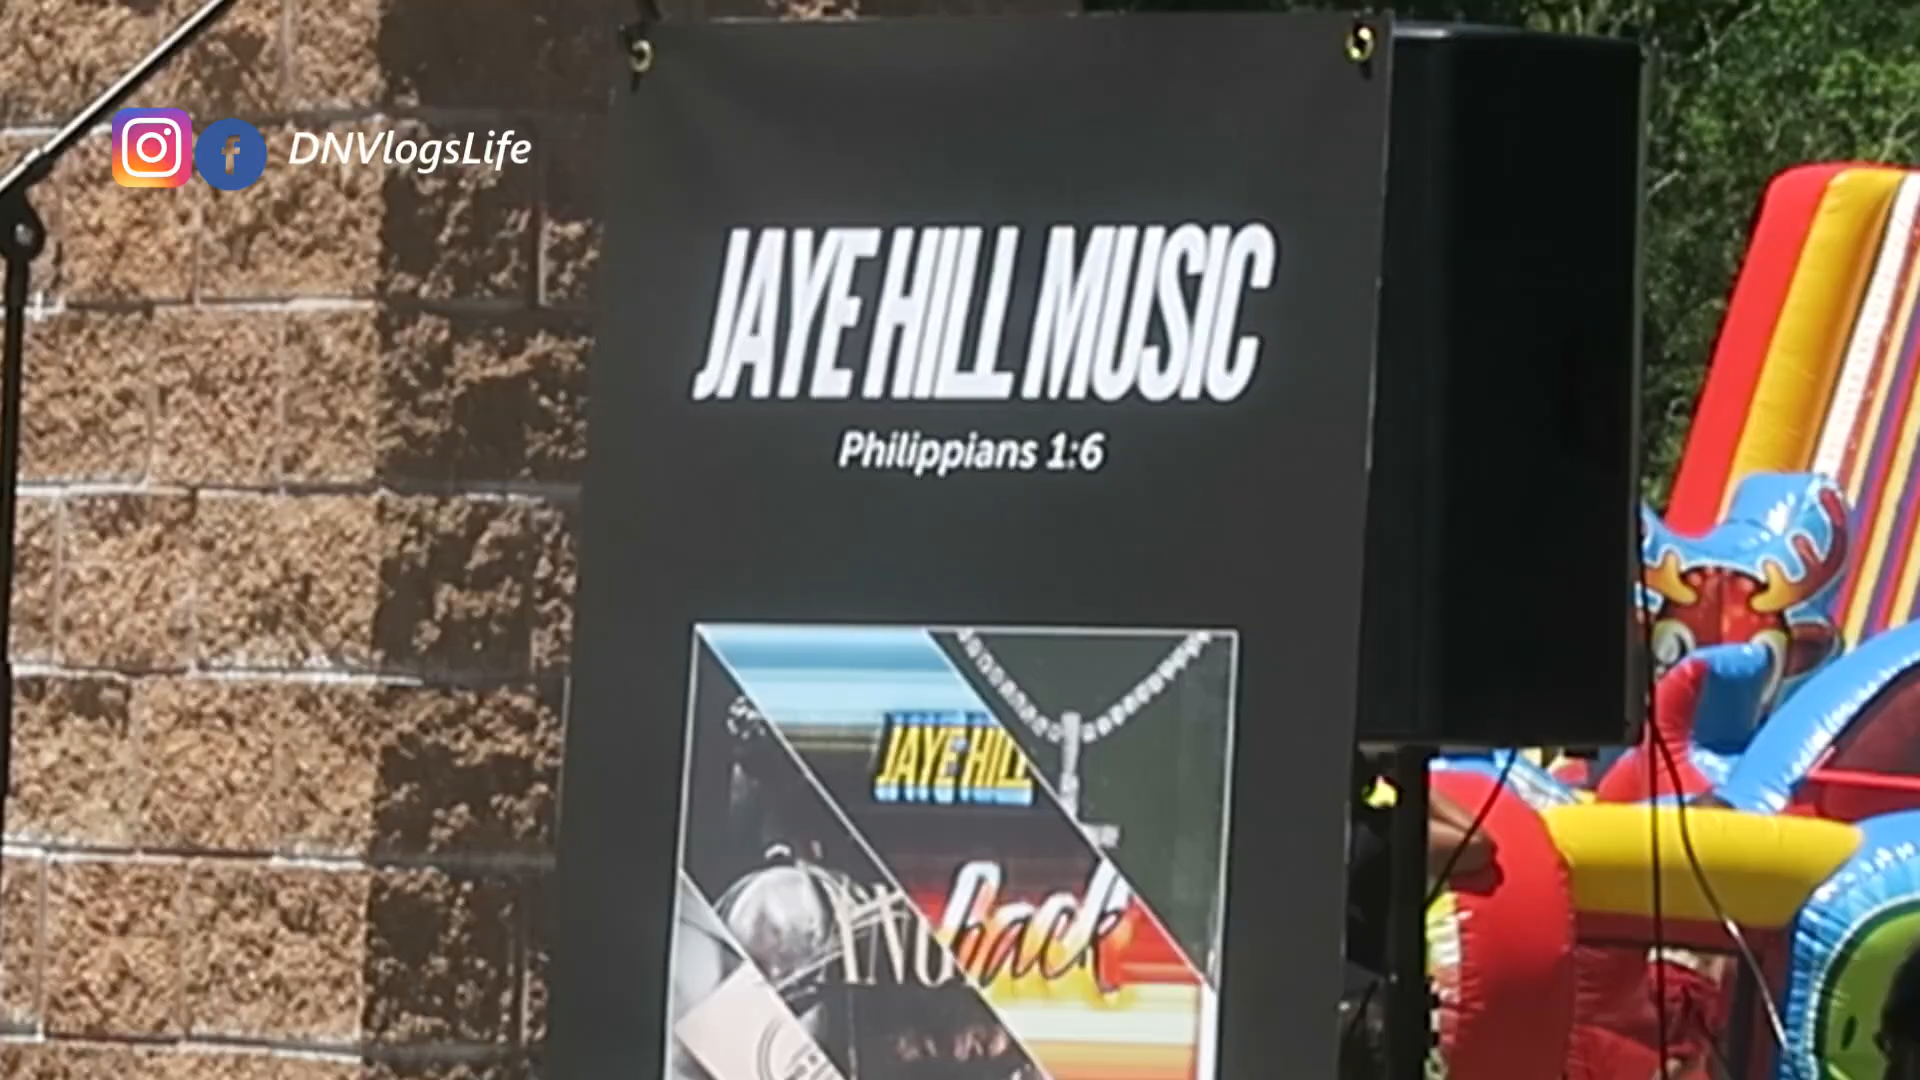 DNVlogsLife
JAYE HILL MUSIC
Philippians 1:6
JAYE HILL
back